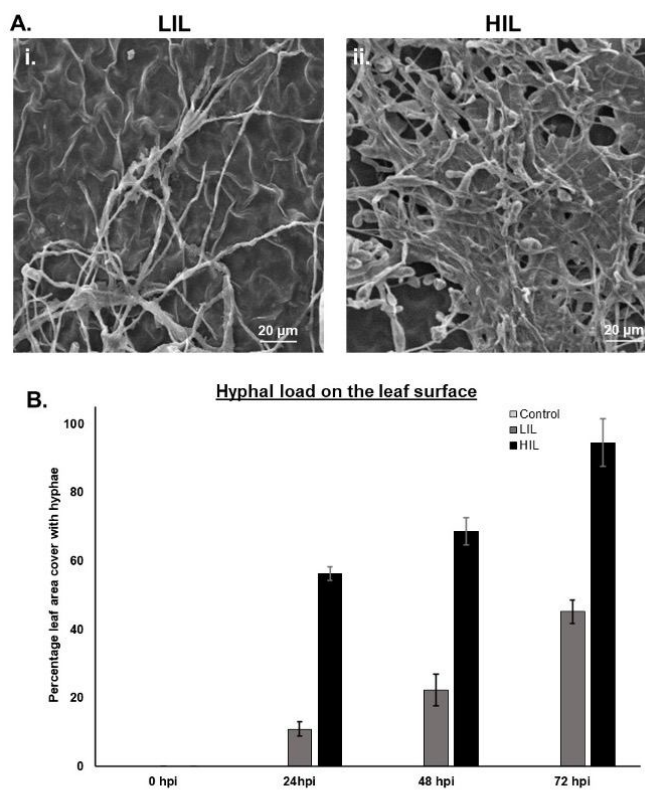 A.
LIL
HIL
i.
ii.
20 µm
20 µm
B.
Hyphal load on the leaf surface
Control
LIL
HIL
Percentage leaf area cover with hyphae
100
80
60
40
20
0
0 hpi
24hpi
48 hpi
72 hpi